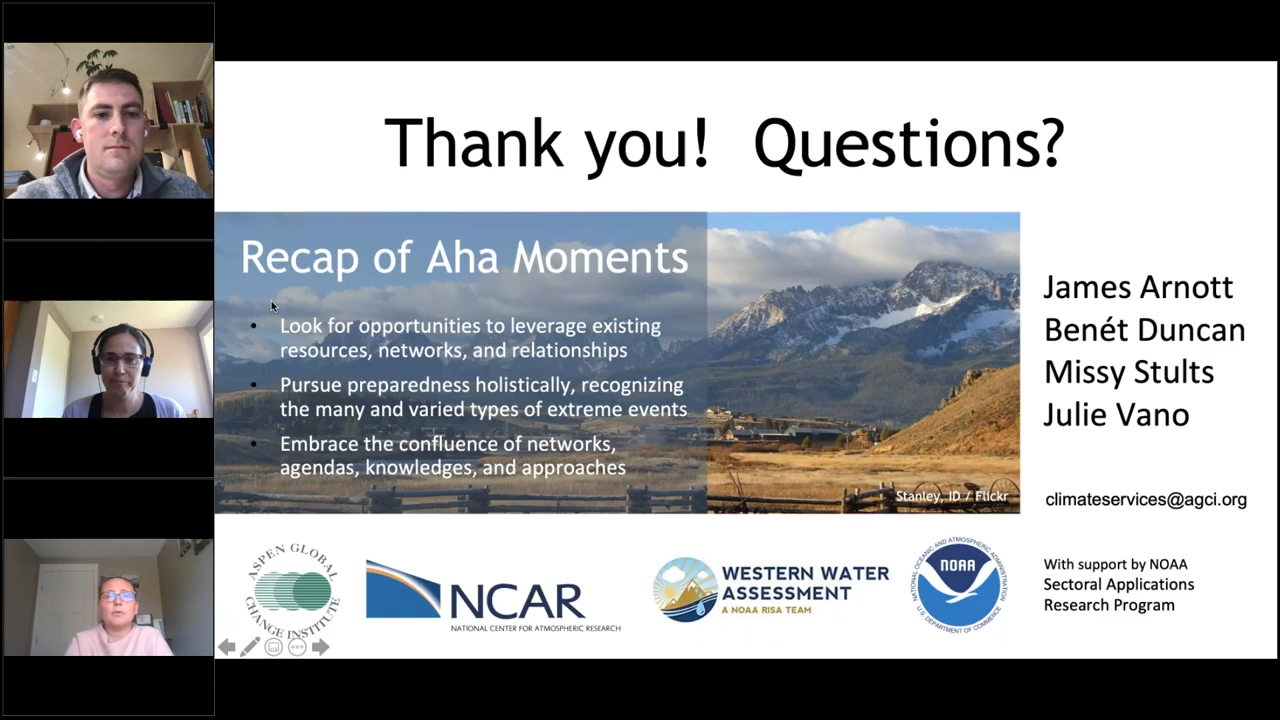 Thank you! Questions?
Recap of Aha Moments
• Look for opportunities to leverage existing
resources, networks, and relationships
• Pursue preparedness holistically, recognizing
the many and varied types of extreme events
• Embrace the confluence of networks,
agendas, knowledges, and approaches
Stanley, ID / Flickr
James Arnott
Benét Duncan
Missy Stults
Julie Vano
climateservices@agci.org
ASPEN GLOBAL
CHANGE INSTITUTE
NCAR
NATIONAL CENTER FOR ATMOSPHERIC RESEARCH
WESTERN WATER
ASSESSMENT
A NOAA RISA TEAM
NATIONAL OCEANIC AND ATMOSPHERIC ADMINISTRATION
NOAA
U.S. DEPARTMENT OF COMMERCE
With support by NOAA
Sectoral Applications
Research Program